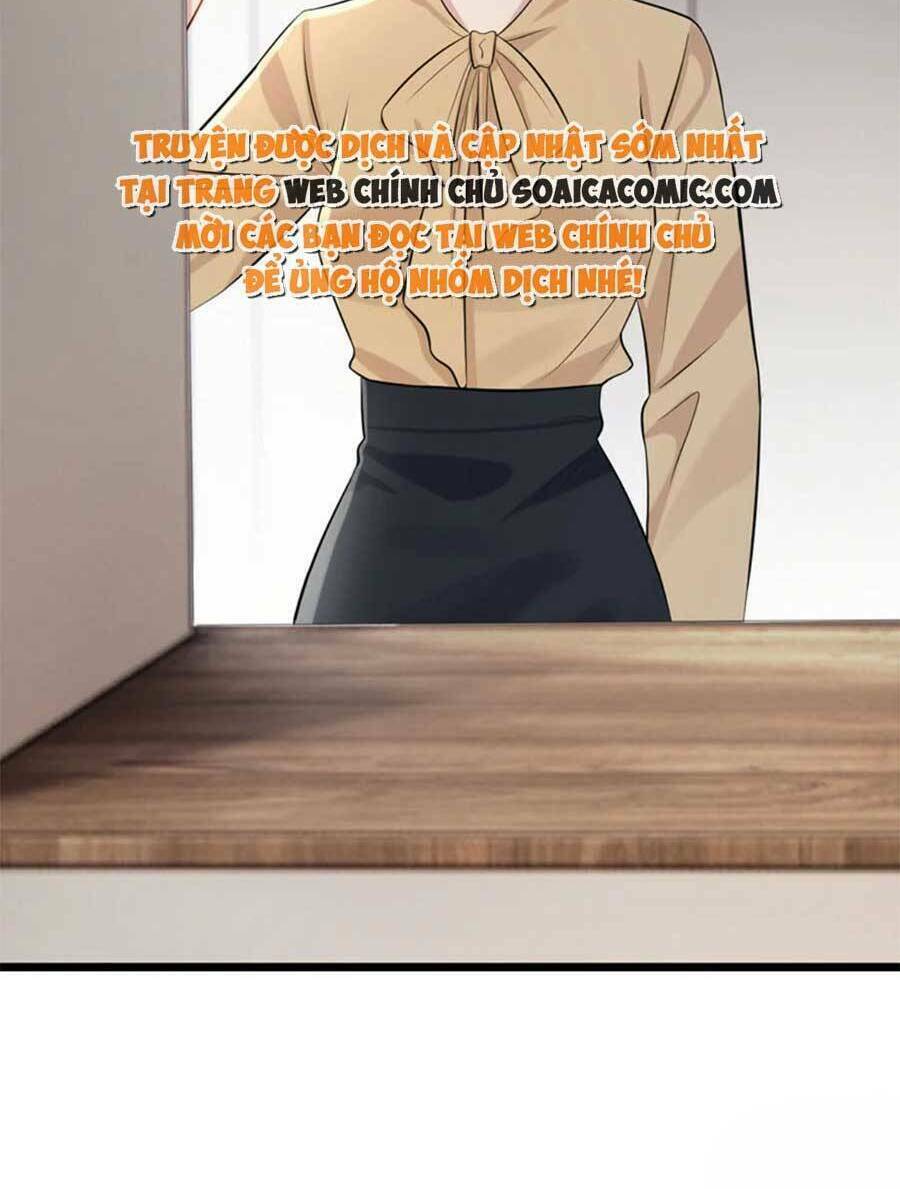 TRUYỆN ĐƯỢC DỊCH VÀ CẬP NHẬT SỚM NHẤT
TẠI TRANG WEB CHÍNH CHỦ SOAICACOMIC.COM
MỜI CÁC BẠN ĐỌC TẠI WEB CHÍNH CHỦ
ĐỂ ỦNG HỘ NHÓM DỊCH NHÉ!